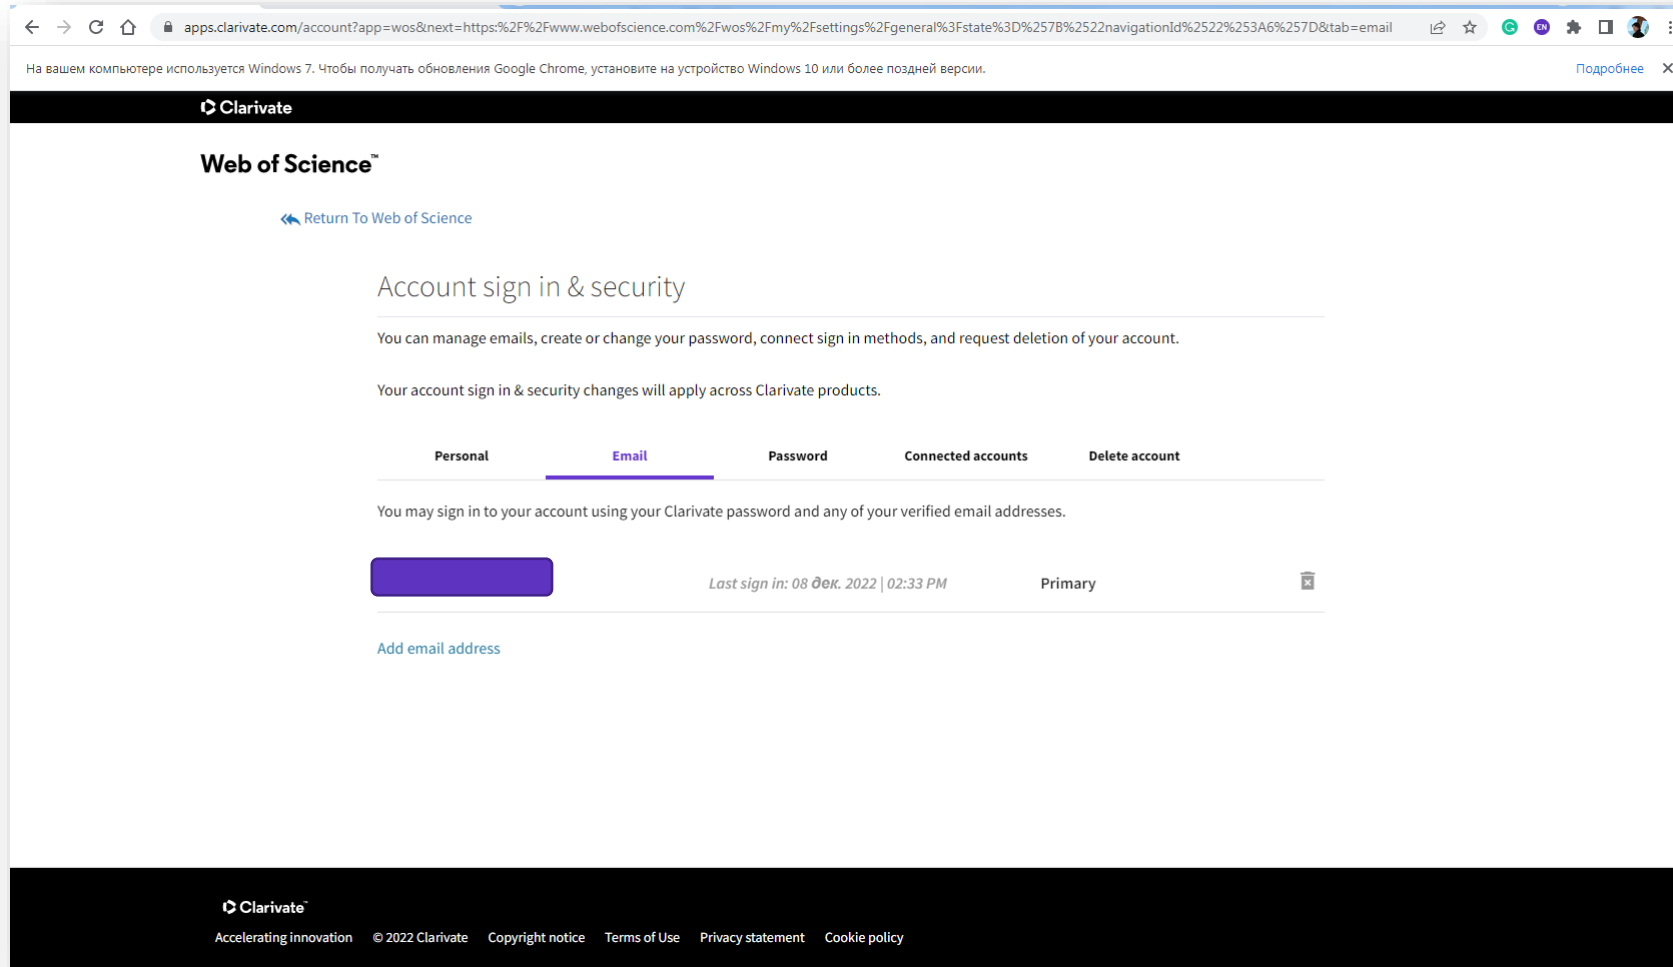 apps.clarivate.com/account?app=wos&next=https:%2F%2Fwww.webofscience.com%2Fwos%2Fmy%2Fsettings%2Fgeneral%3Fstate%3D%257B%2522navigationId%2522%253A6%257D&tab=email
EN
На вашем компьютере используется Windows 7. Чтобы получать обновления Google Chrome, установите на устройство Windows 10 или более поздней версии. Подробнее
Clarivate
Web of Science™
Return To Web of Science
Account sign in & security
You can manage emails, create or change your password, connect sign in methods, and request deletion of your account.
Your account sign in & security changes will apply across Clarivate products.
Personal Email Password Connected accounts Delete account
You may sign in to your account using your Clarivate password and any of your verified email addresses.
Last sign in: 08 дек. 2022 | 02:33 PM Primary
Add email address
Clarivate™
Accelerating innovation © 2022 Clarivate Copyright notice Terms of Use Privacy statement Cookie policy